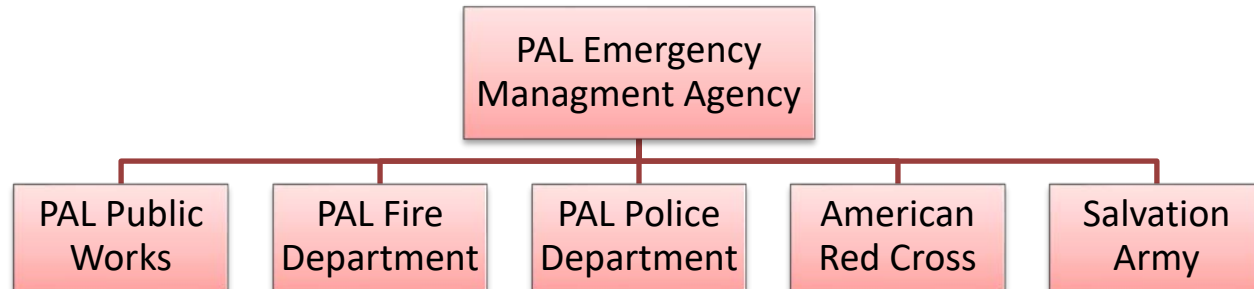 PAL Emergency
Managment Agency
PAL Public
Works
PAL Fire
Department
PAL Police
Department
American
Red Cross
Salvation
Army